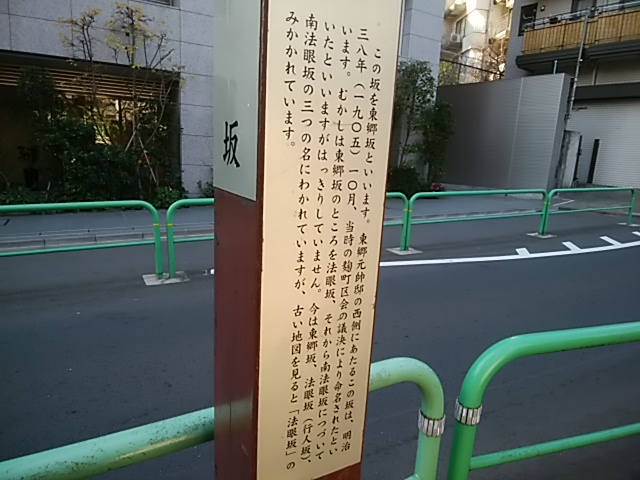 この坂を東郷坂といいます。東郷元帥邸の西側にあたるこの坂は、明治
三八年(一九〇五)一〇月、当時の麹町区会の議決により命名されたとい
います。むかしは東郷坂のところを法眼坂、それから南法眼坂につづいて
いたといいますがはっきりしていません。今は東郷坂、法眼坂(行人坂)、
南法眼坂の三つの名にわかれていますが、古い地図を見ると「法眼坂」の
みかかれています。
坂